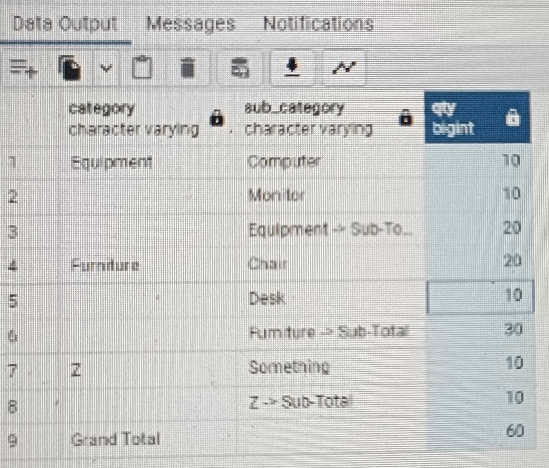 Data Output Messages Notifications
category sub_category qty
character varying character varying bigint
1 Equipment Computer 10
2 Monitor 10
3 Equipment -> Sub-To...  20
4 Furniture Chair 20
5 Desk 10
6 Furniture -> Sub-Total 30
7 Z Something 10
8 Z -> Sub-Total 10
9 Grand Total 60